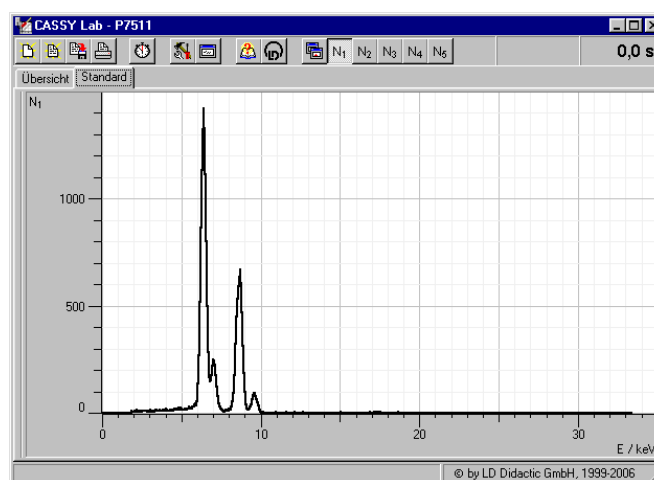 CASSY Lab - P7511
N1 N2 N3 N4 N5 0,0 s
Übersicht Standard
N1
1000
500
0
0 10 20 30
E / keV
© by LD Didactic GmbH, 1999-2006